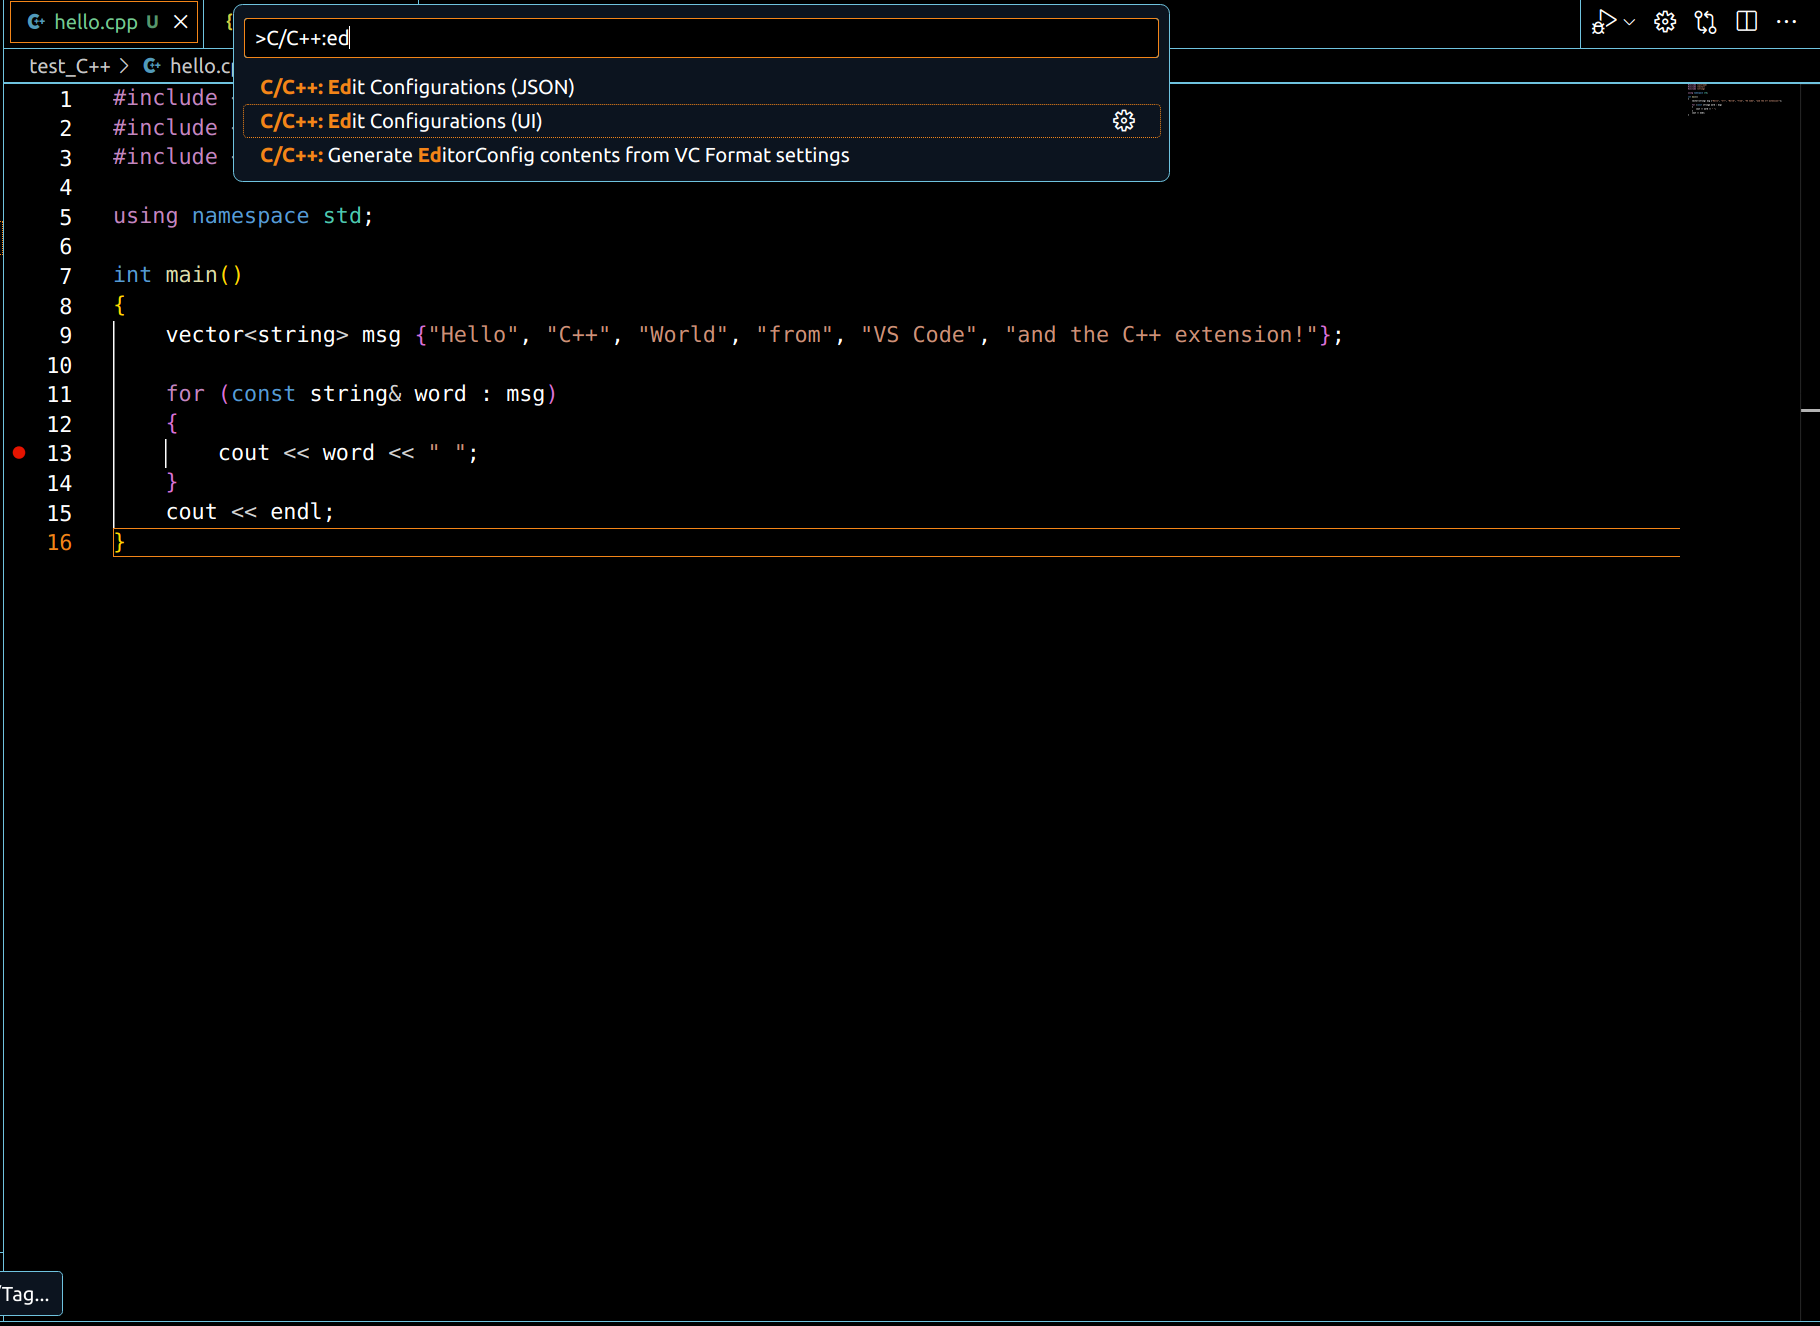 hello.cpp U
>C/C++:ed
test_C++ > hello.c
C/C++: Edit Configurations (JSON)
C/C++: Edit Configurations (UI)
C/C++: Generate EditorConfig contents from VC Format settings
1 #include
2 #include
3 #include
4
5 using namespace std;
6
7 int main()
8 {
9 vector<string> msg {"Hello", "C++", "World", "from", "VS Code", "and the C++ extension!"};
10
11 for (const string& word : msg)
12 {
13 cout << word << " ";
14 }
15 cout << endl;
16 }
/Tag...